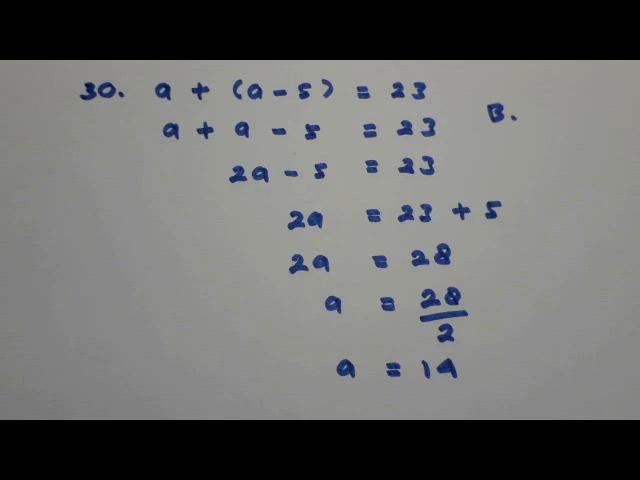 30. a + (a - 5) = 23
a + a - 5 = 23
B.
2a - 5 = 23
2a = 23 + 5
2a = 28
a = 28/2
a = 14